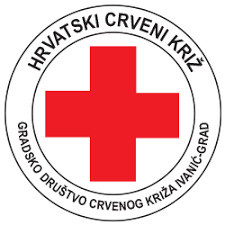 HRVATSKI CRVENI KRIŽ
GRADSKO DRUŠTVO CRVENOG KRIŽA IVANIĆ-GRAD